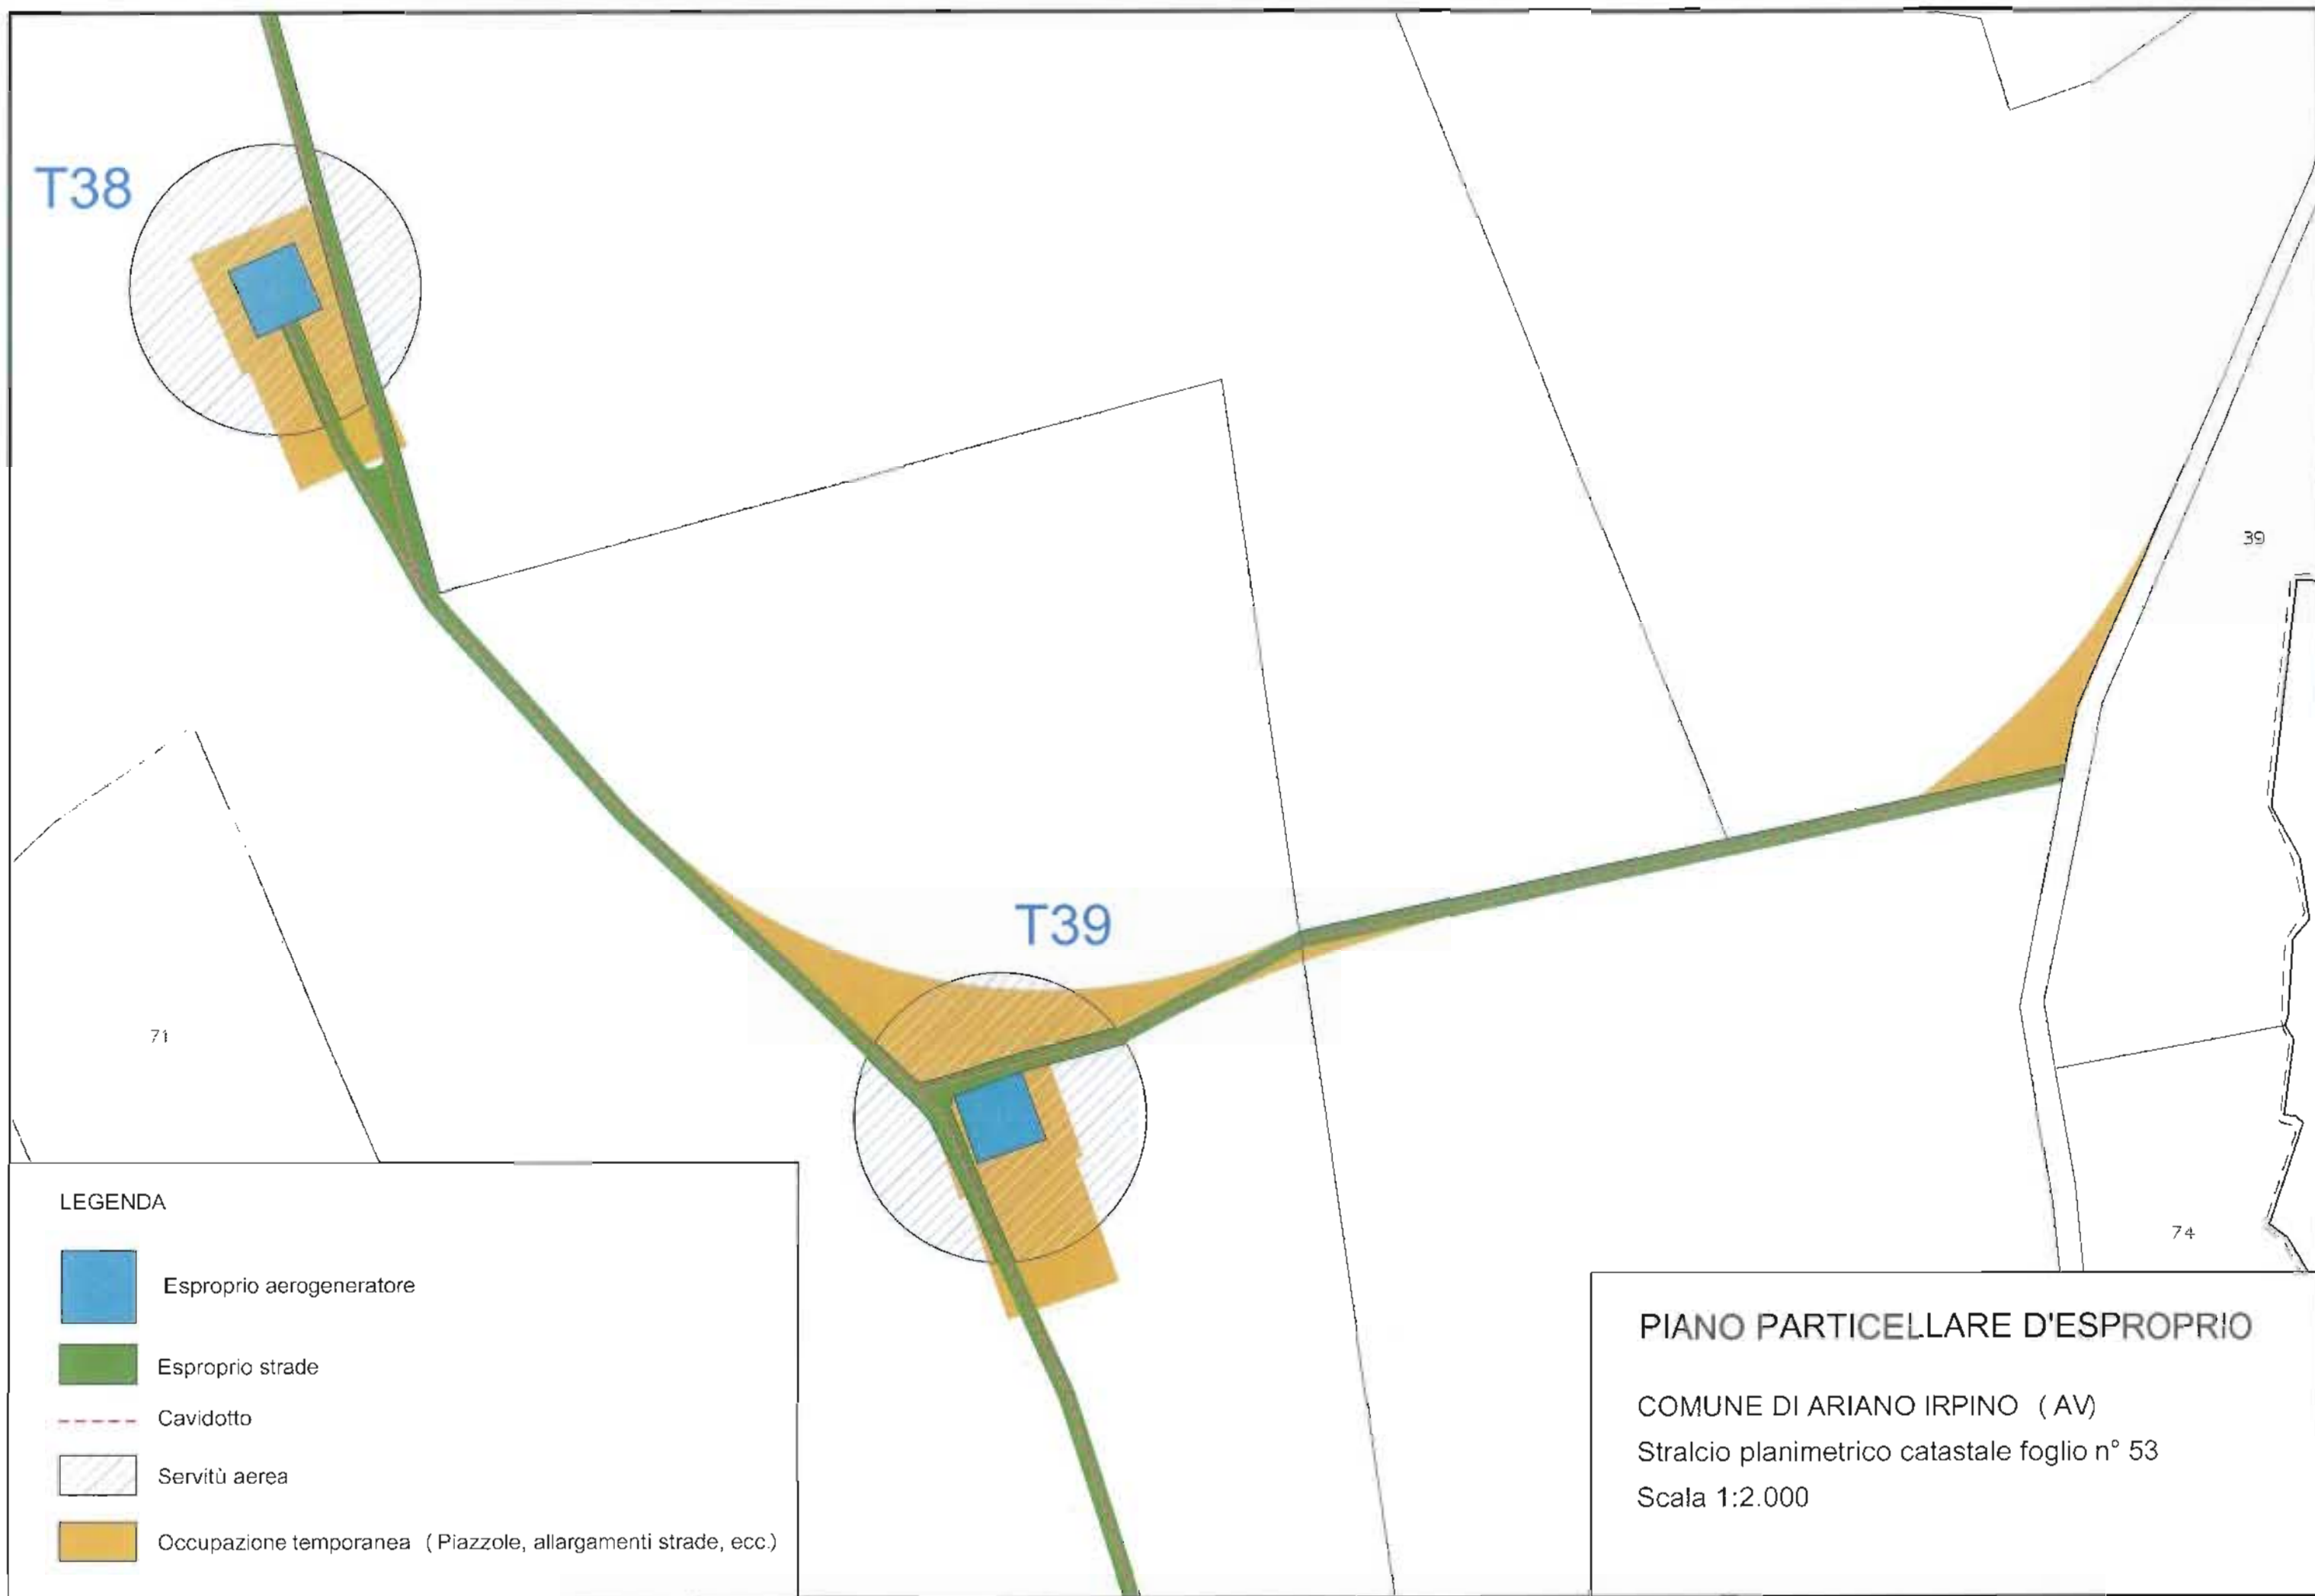 T38
39
T39
71
LEGENDA
Esproprio aerogeneratore
Esproprio strade
Cavidotto
Servitù aerea
Occupazione temporanea ( Piazzole, allargamenti strade, ecc.)
74
PIANO PARTICELLARE D'ESPROPRIO
COMUNE DI ARIANO IRPINO ( AV)
Stralcio planimetrico catastale foglio n° 53
Scala 1:2.000